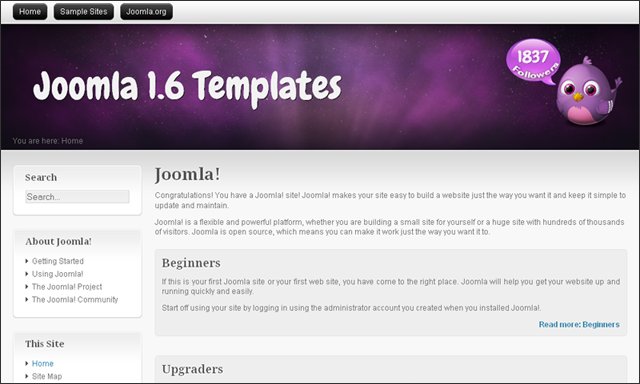 Home Sample Sites Joomla.org
1837
Followers
Joomla 1.6 Templates
You are here: Home
Search
Search...
About Joomla!
Getting Started
Using Joomla!
The Joomla! Project
The Joomla! Community
This Site
Home
Site Map
Joomla!
Congratulations! You have a Joomla! site! Joomla! makes your site easy to build a website just the way you want it and keep it simple to
update and maintain.
Joomla! is a flexible and powerful platform, whether you are building a small site for yourself or a huge site with hundreds of thousands
of visitors. Joomla is open source, which means you can make it work just the way you want it to.
Beginners
If this is your first Joomla site or your first web site, you have come to the right place. Joomla will help you get your website up and
running quickly and easily.
Start off using your site by logging in using the administrator account you created when you installed Joomla!.
Read more: Beginners
Upgraders